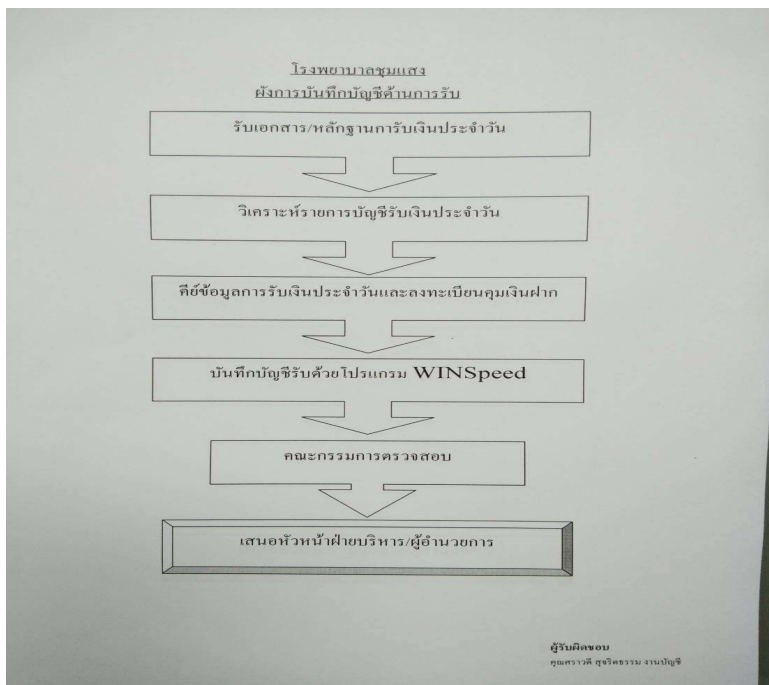 โรงพยาบาลชุมแสง
ผังการบันทึกบัญชีด้านการรับ
รับเอกสาร/หลักฐานการับเงินประจำวัน
วิเคราะห์รายการบัญชีรับเงินประจำวัน
คีย์ข้อมูลการรับเงินประจำวันและลงทะเบียนคุมเงินฝาก
บันทึกบัญชีรับด้วยโปรแกรม WINSpeed
คณะกรรมการตรวจสอบ
เสนอหัวหน้าฝ่ายบริหาร/ผู้อำนวยการ
ผู้รับผิดชอบ
คุณศราวดี สุจริตธรรม งานบัญชี